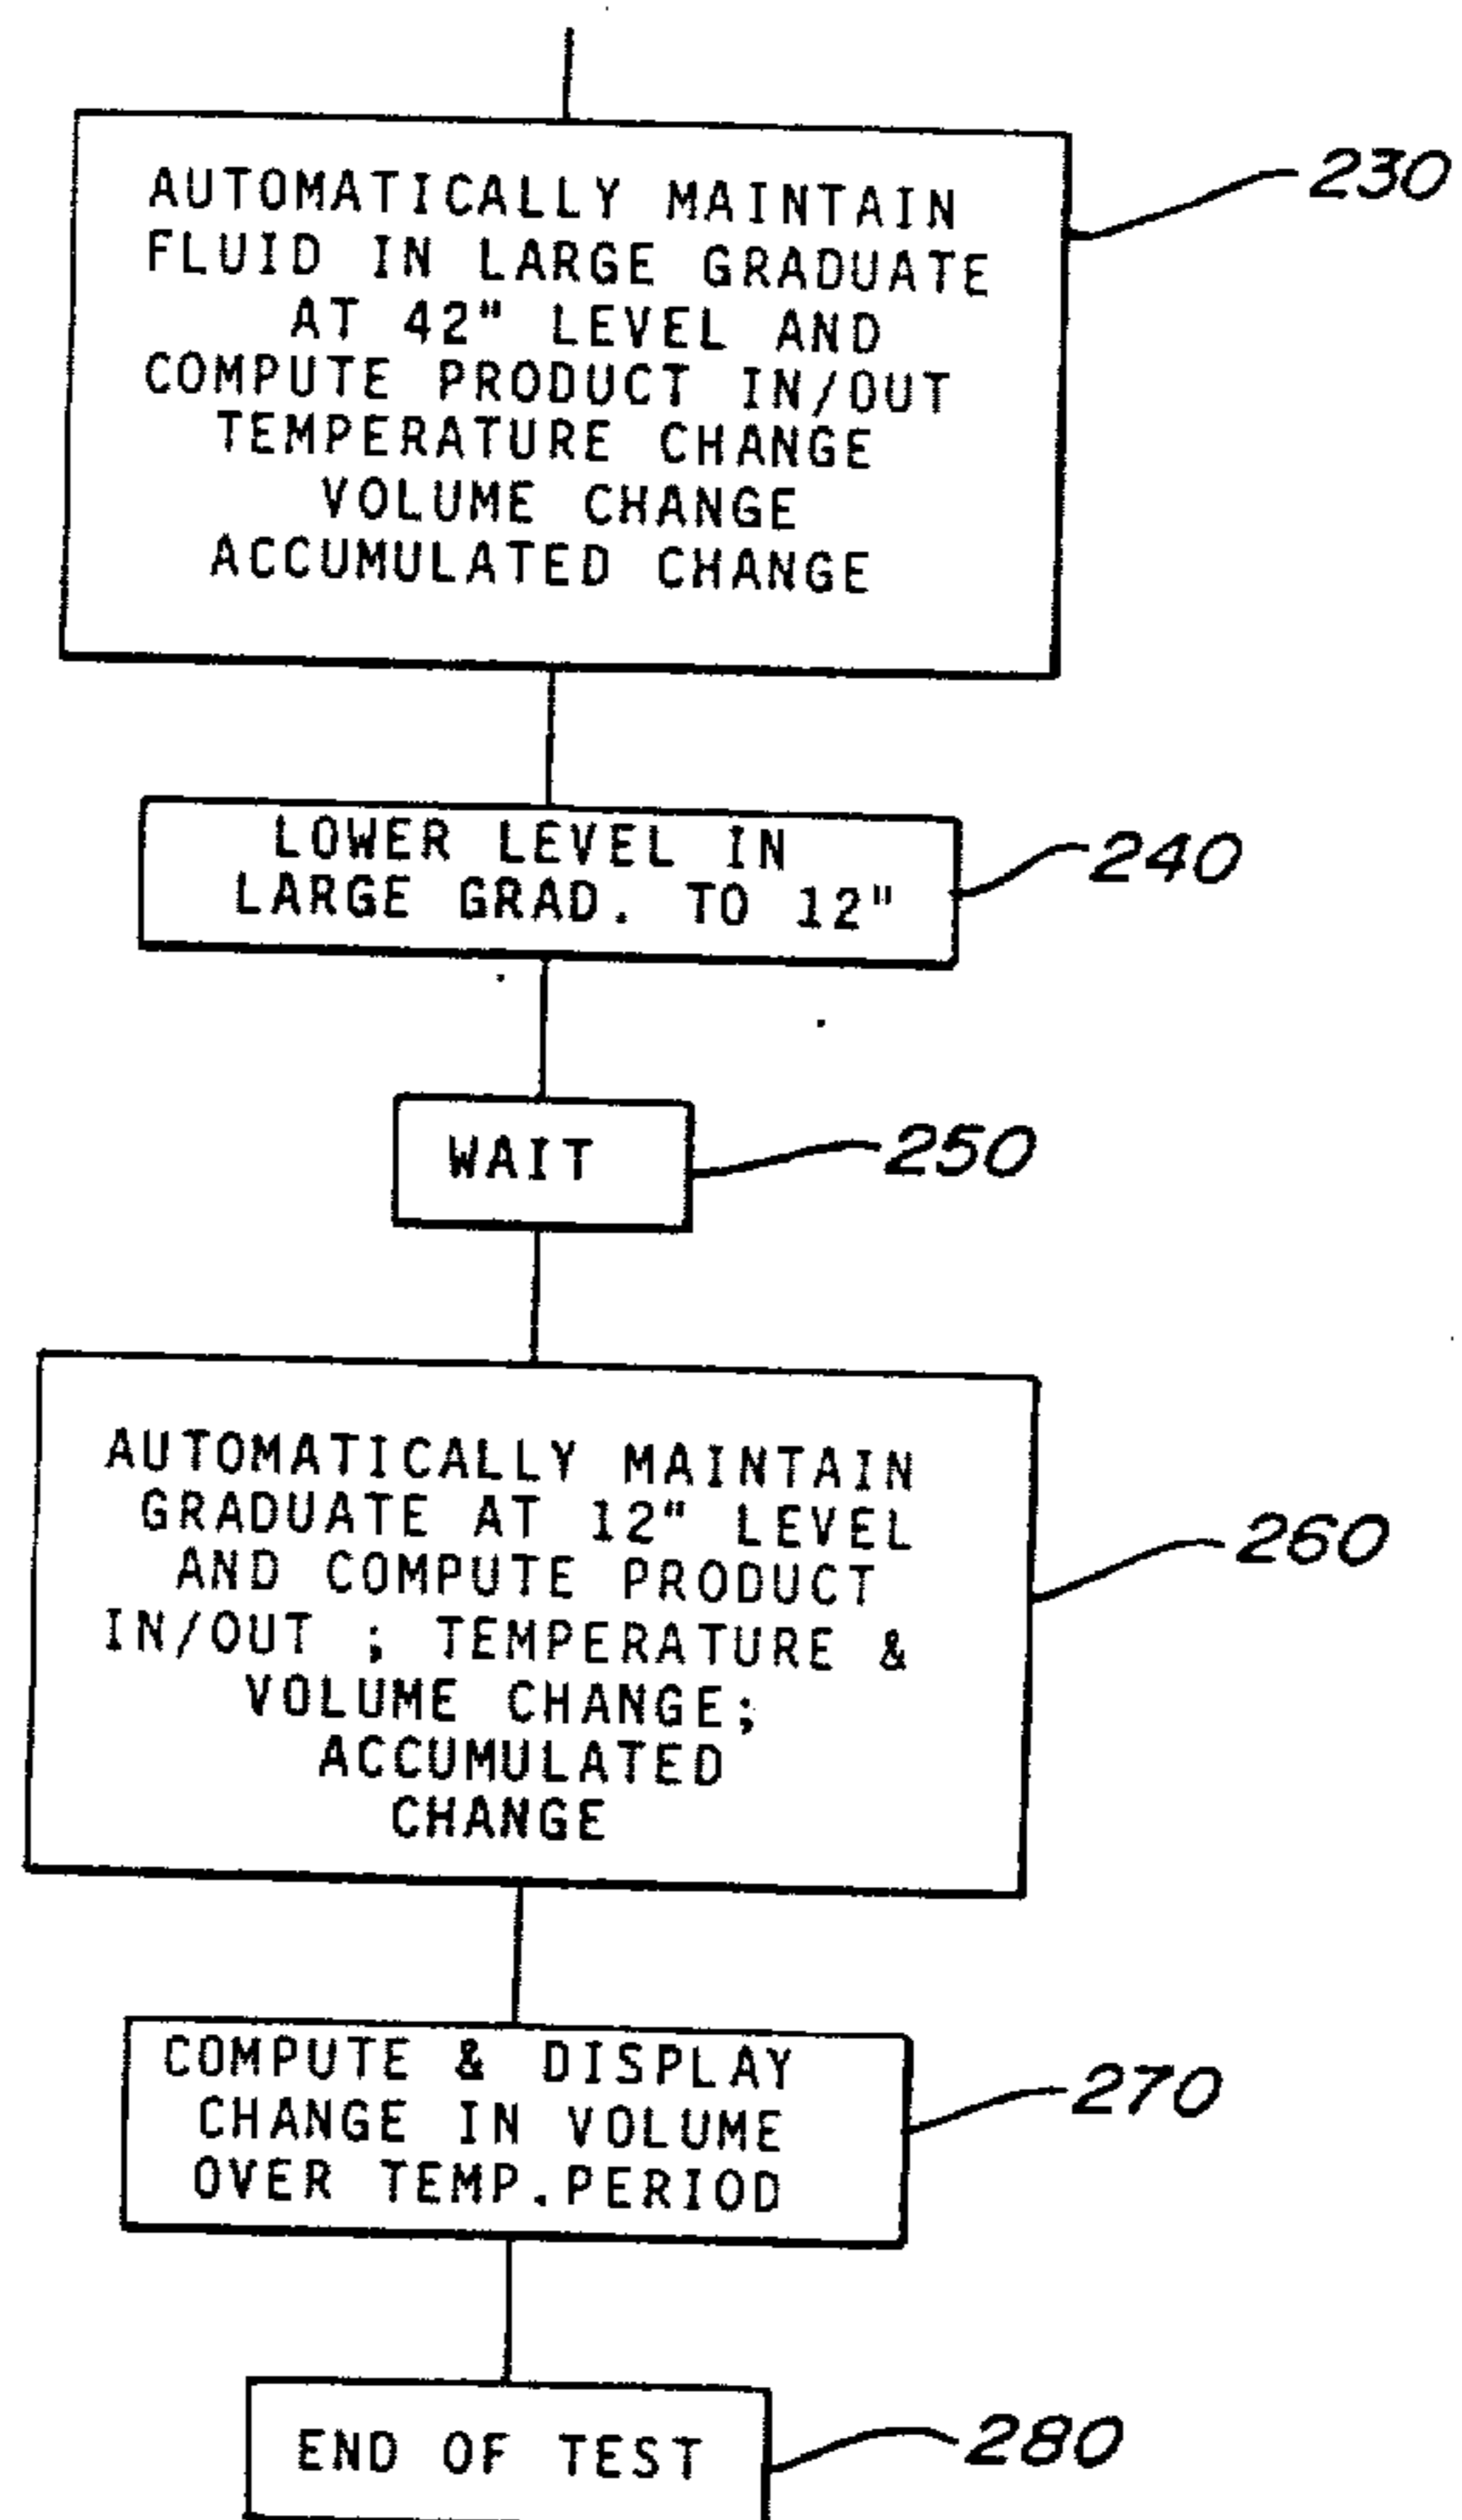 AUTOMATICALLY MAINTAIN
FLUID IN LARGE GRADUATE
AT 42" LEVEL AND
COMPUTE PRODUCT IN/OUT
TEMPERATURE CHANGE
VOLUME CHANGE
ACCUMULATED CHANGE
230
LOWER LEVEL IN
LARGE GRAD. TO 12"
240
WAIT
250
AUTOMATICALLY MAINTAIN
GRADUATE AT 12" LEVEL
AND COMPUTE PRODUCT
IN/OUT ; TEMPERATURE &
VOLUME CHANGE;
ACCUMULATED
CHANGE
260
COMPUTE & DISPLAY
CHANGE IN VOLUME
OVER TEMP.PERIOD
270
END OF TEST
280